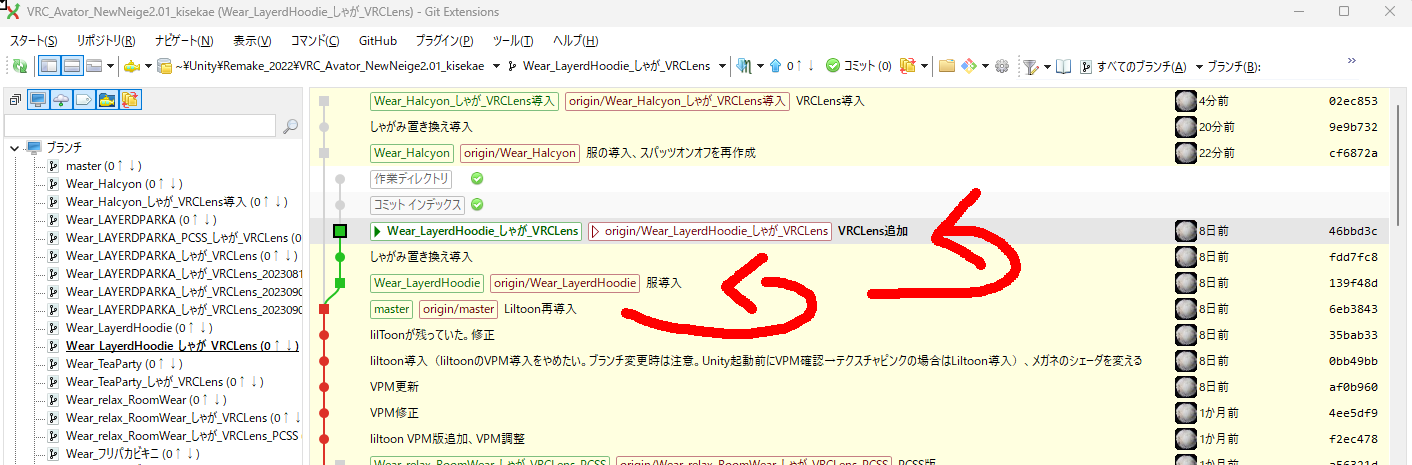 VRC_Avator_NewNeige2.01_kisekae (Wear_LayerdHoodie_しゃが_VRCLens) - Git Extensions
スタート(S) リポジトリ(R) ナビゲート(N) 表示(V) コマンド(C) GitHub プラグイン(P) ツール(T) ヘルプ(H)
~¥Unity¥Remake_2022¥VRC_Avator_NewNeige2.01_kisekae Wear_LayerdHoodie_しゃが_VRCLens 0↑↓ コミット (0) すべてのブランチ(A) ブランチ(B): »
ブランチ
master (0↑↓)
Wear_Halcyon (0↑↓)
Wear_Halcyon_しゃが_VRCLens導入 (0↑↓)
Wear_LAYERDPARKA (0↑↓)
Wear_LAYERDPARKA_PCSS_しゃが_VRCLens (0
Wear_LAYERDPARKA_しゃが_VRCLens (0↑↓)
Wear_LAYERDPARKA_しゃが_VRCLens_2023081
Wear_LAYERDPARKA_しゃが_VRCLens_2023090
Wear_LAYERDPARKA_しゃが_VRCLens_2023090
Wear_LayerdHoodie (0↑↓)
Wear_LayerdHoodie_しゃが_VRCLens (0↑↓)
Wear_TeaParty (0↑↓)
Wear_TeaParty_しゃが_VRCLens (0↑↓)
Wear_relax_RoomWear (0↑↓)
Wear_relax_RoomWear_しゃが_VRCLens (0↑↓)
Wear_relax_RoomWear_しゃが_VRCLens_PCSS (
Wear_フリパカビキニ (0↑↓)
Wear_Halcyon_しゃが_VRCLens導入 origin/Wear_Halcyon_しゃが_VRCLens導入 VRCLens導入 4分前 02ec853
しゃがみ置き換え導入 20分前 9e9b732
Wear_Halcyon origin/Wear_Halcyon 服の導入、スパッツオンオフを再作成 22分前 cf6872a
作業ディレクトリ
コミット インデックス
Wear_LayerdHoodie_しゃが_VRCLens origin/Wear_LayerdHoodie_しゃが_VRCLens VRCLens追加 8日前 46bbd3c
しゃがみ置き換え導入 8日前 fdd7fc8
Wear_LayerdHoodie origin/Wear_LayerdHoodie 服導入 8日前 139f48d
master origin/master Liltoon再導入 8日前 6eb3843
lilToonが残っていた。修正 8日前 35bab33
liltoon導入（liltoonのVPM導入をやめたい。ブランチ変更時は注意。Unity起動前にVPM確認→テクスチャピンクの場合はLiltoon導入）、メガネのシェーダを変える 8日前 0bb49bb
VPM更新 8日前 af0b960
VPM修正 1か月前 4ee5df9
liltoon VPM版追加、VPM調整 1か月前 f2ec478
Wear_relax_RoomWear_しゃが_VRCLens_PCSS origin/Wear_relax_RoomWear_しゃが_VRCLens_PCSS PCSS版 1か月前 a56321d